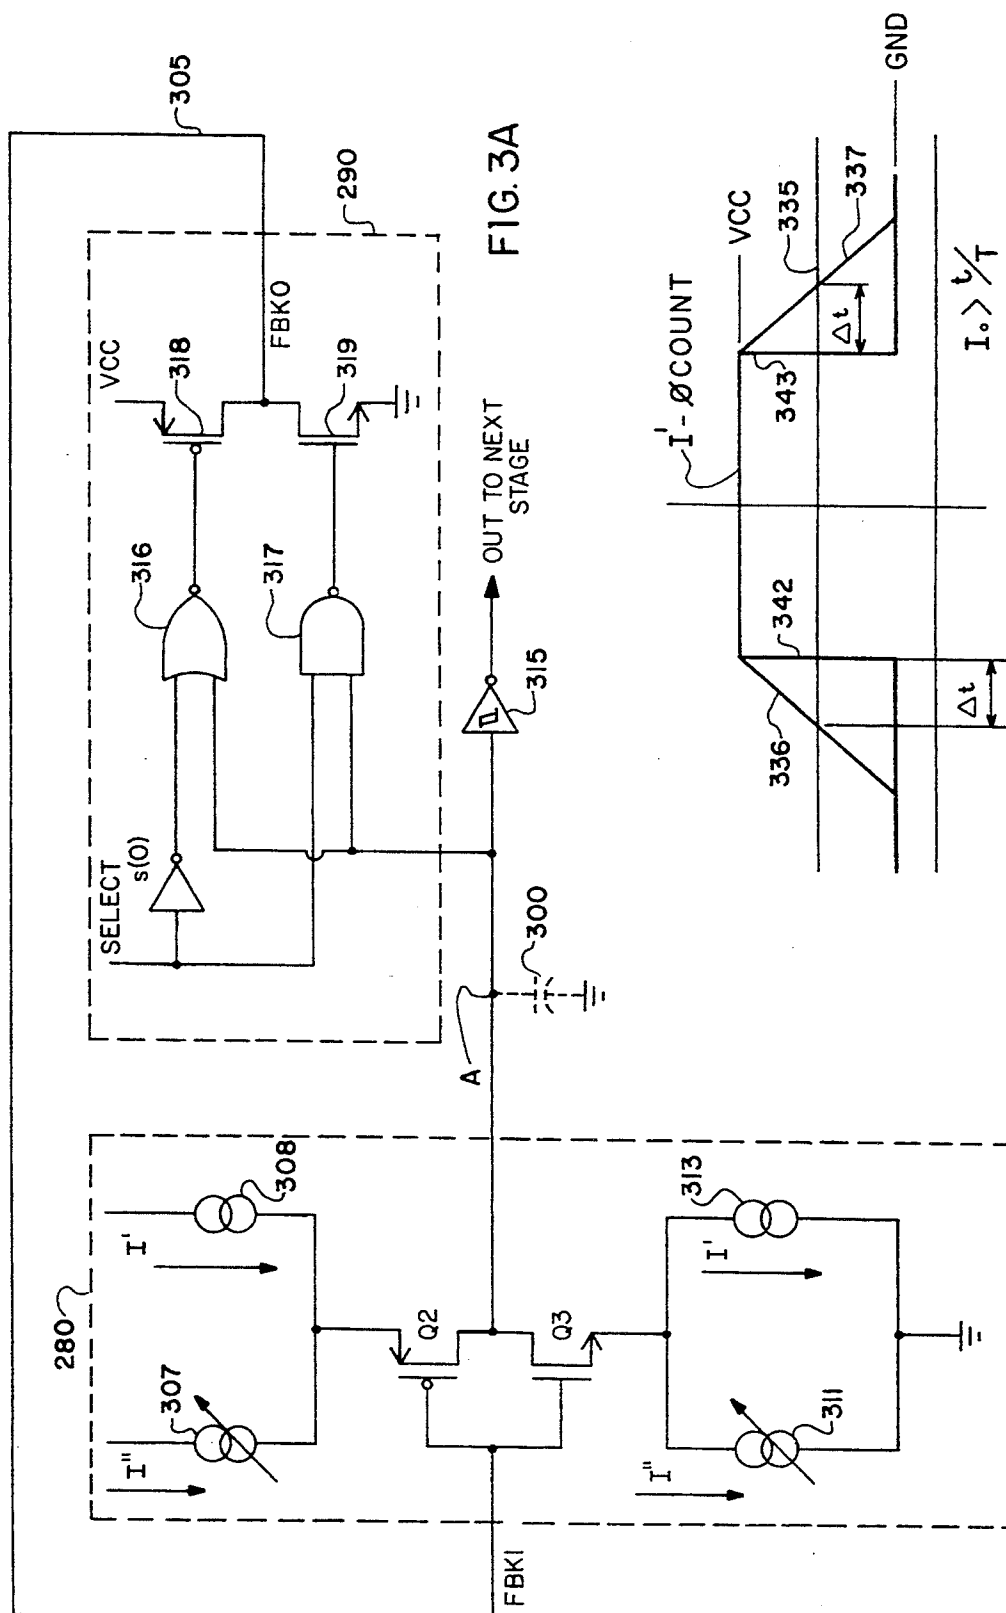 280
I"
307
I'
308
Q2
Q3
FBK1
I"
311
I'
313
A
300
SELECT
s(0)
316
317
VCC
318
319
FBKO
290
305
315
OUT TO NEXT
STAGE
FIG. 3A
I'-ØCOUNT
VCC
336
342
343
335
337
Δt
Δt
GND
I₀> t/T